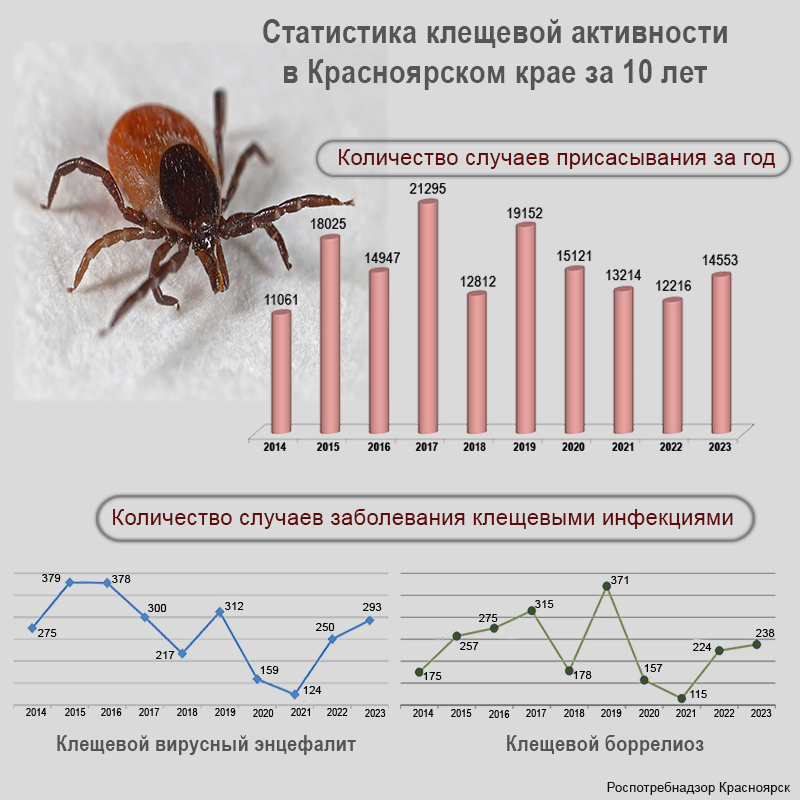 Статистика клещевой активности
в Красноярском крае за 10 лет
Количество случаев присасывания за год
11061 18025 14947 21295 12812 19152 15121 13214 12216 14553
2014 2015 2016 2017 2018 2019 2020 2021 2022 2023
Количество случаев заболевания клещевыми инфекциями
275 379 378 300 217 312 159 124 250 293
2014 2015 2016 2017 2018 2019 2020 2021 2022 2023
Клещевой вирусный энцефалит
175 257 275 315 178 371 157 115 224 238
2014 2015 2016 2017 2018 2019 2020 2021 2022 2023
Клещевой боррелиоз
Роспотребнадзор Красноярск